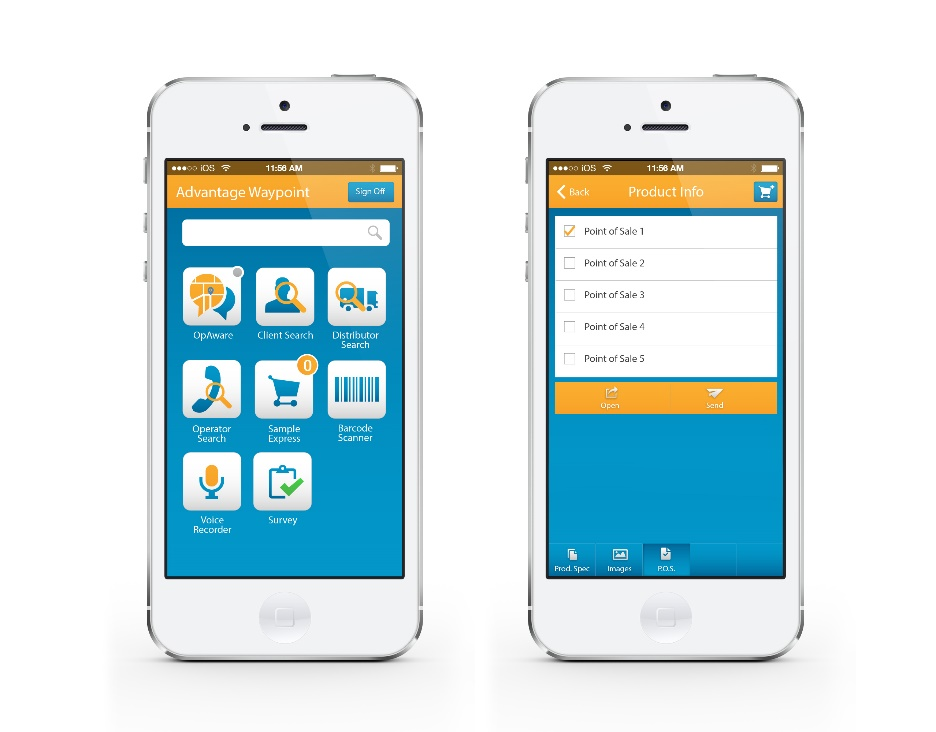 iOS 11:56 AM
Advantage Waypoint Sign Off
OpAware Client Search Distributor
Search
0
Operator Sample Barcode
Search Express Scanner
Voice Survey
Recorder
iOS 11:56 AM
Back Product Info
Point of Sale 1
Point of Sale 2
Point of Sale 3
Point of Sale 4
Point of Sale 5
Open Send
Prod. Spec Images P.O.S.